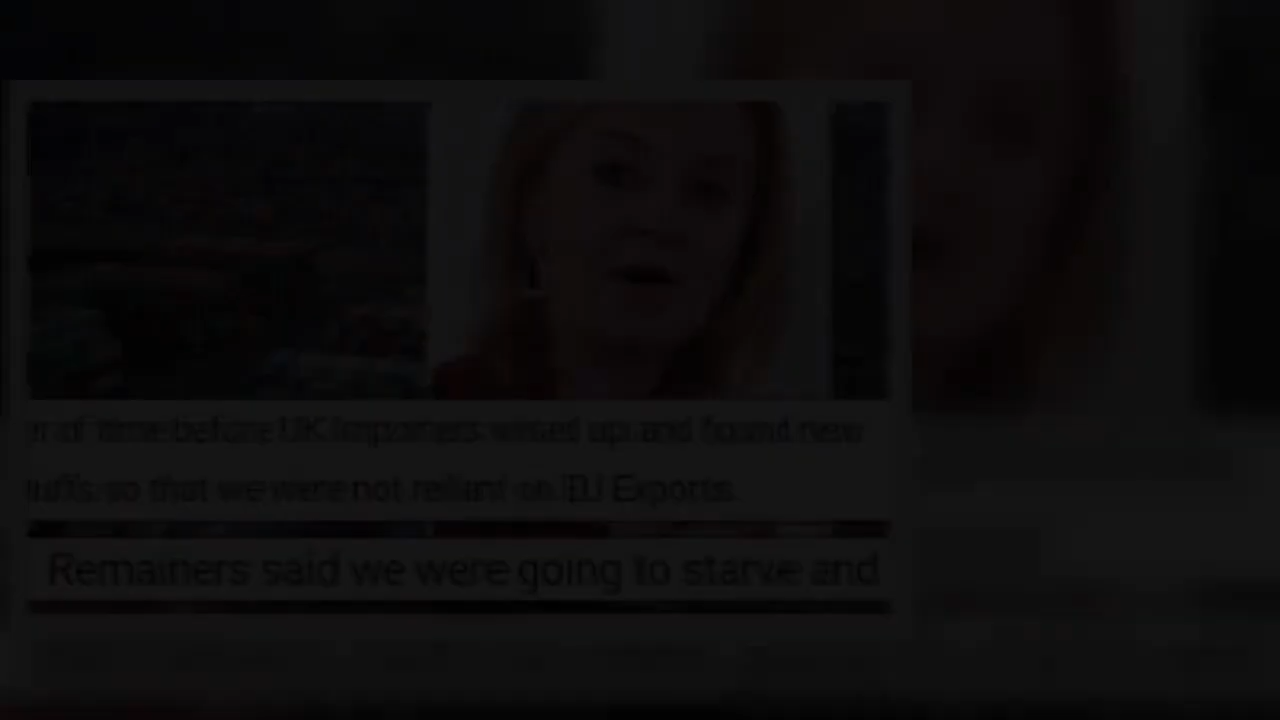 of time before UK Importers wised up and found new
so that we were not reliant on EU Exports.
Remainers said we were going to starve and